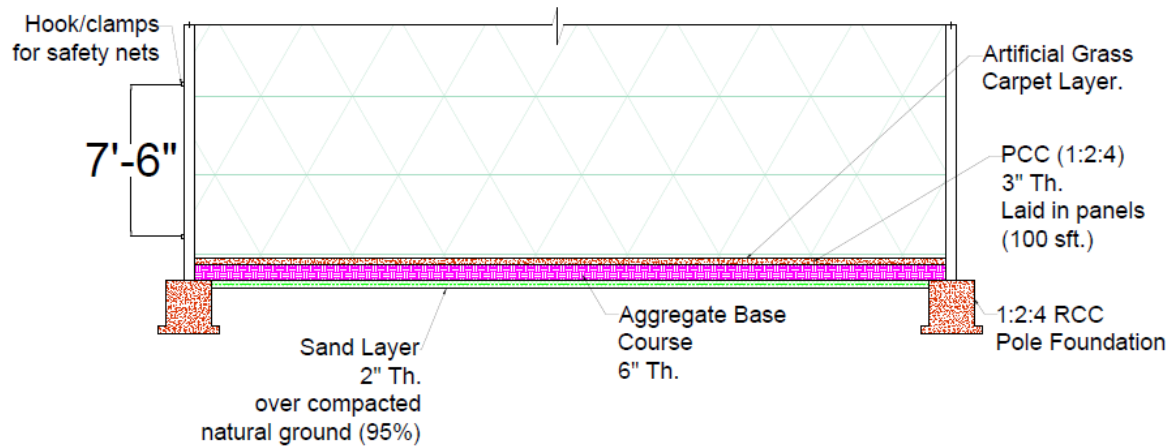 Hook/clamps
for safety nets
7'-6"
Artificial Grass
Carpet Layer.
PCC (1:2:4)
3" Th.
Laid in panels
(100 sft.)
1:2:4 RCC
Pole Foundation
Aggregate Base
Course
6" Th.
Sand Layer
2" Th.
over compacted
natural ground (95%)